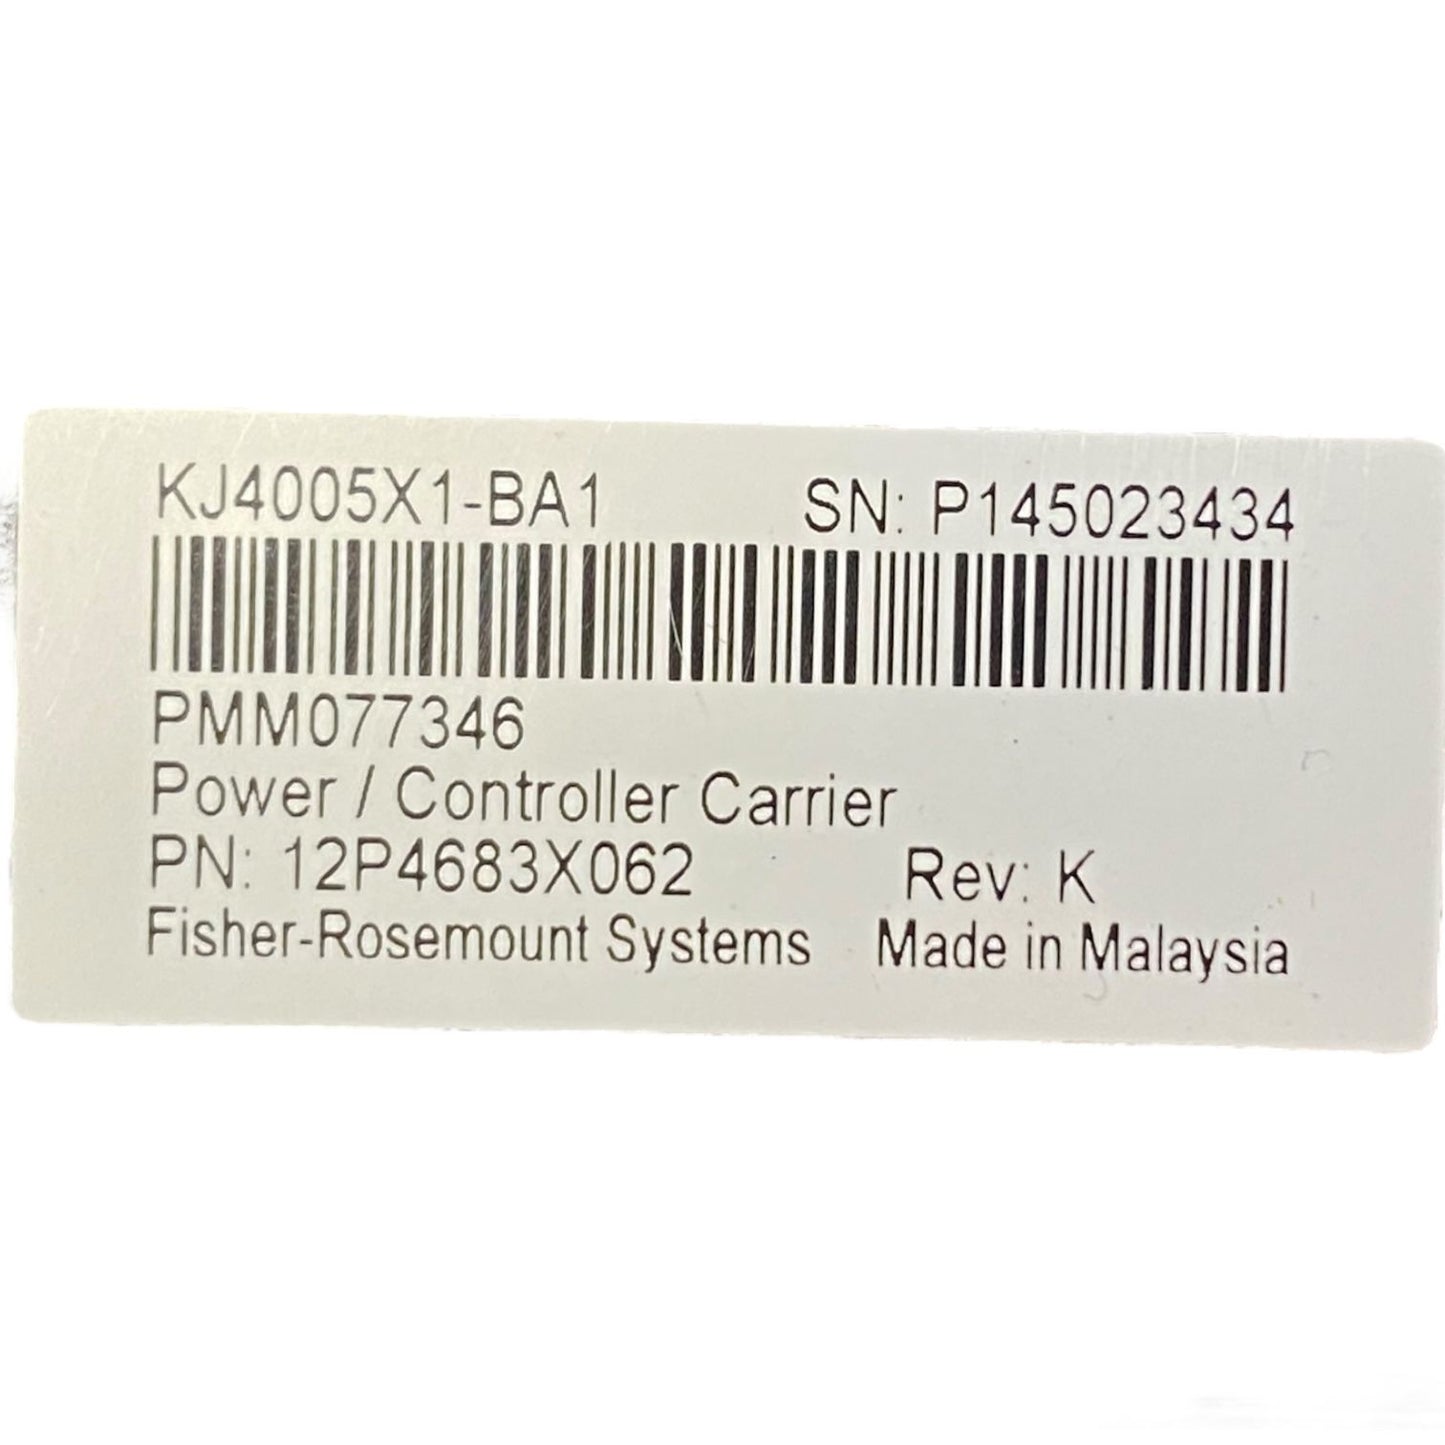 KJ4005X1-BA1 SN: P145023434
PMM077346
Power / Controller Carrier
PN: 12P4683X062 Rev: K
Fisher-Rosemount Systems Made in Malaysia